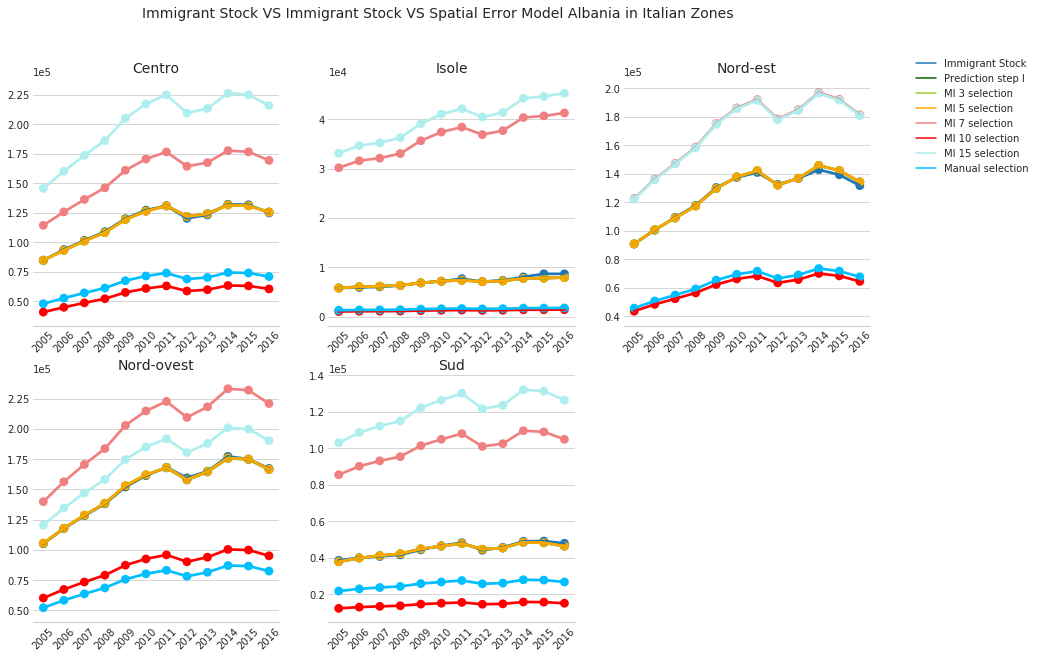 Immigrant Stock VS Immigrant Stock VS Spatial Error Model Albania in Italian Zones
Centro
1e5
2.25
2.00
1.75
1.50
1.25
1.00
0.75
0.50
2005 2006 2007 2008 2009 2010 2011 2012 2013 2014 2015 2016
Isole
1e4
4
3
2
1
0
2005 2006 2007 2008 2009 2010 2011 2012 2013 2014 2015 2016
Nord-est
1e5
2.0
1.8
1.6
1.4
1.2
1.0
0.8
0.6
0.4
2005 2006 2007 2008 2009 2010 2011 2012 2013 2014 2015 2016
Immigrant Stock
Prediction step I
MI 3 selection
MI 5 selection
MI 7 selection
MI 10 selection
MI 15 selection
Manual selection
Nord-ovest
1e5
2.25
2.00
1.75
1.50
1.25
1.00
0.75
0.50
2005 2006 2007 2008 2009 2010 2011 2012 2013 2014 2015 2016
Sud
1e5
1.4
1.2
1.0
0.8
0.6
0.4
0.2
2005 2006 2007 2008 2009 2010 2011 2012 2013 2014 2015 2016